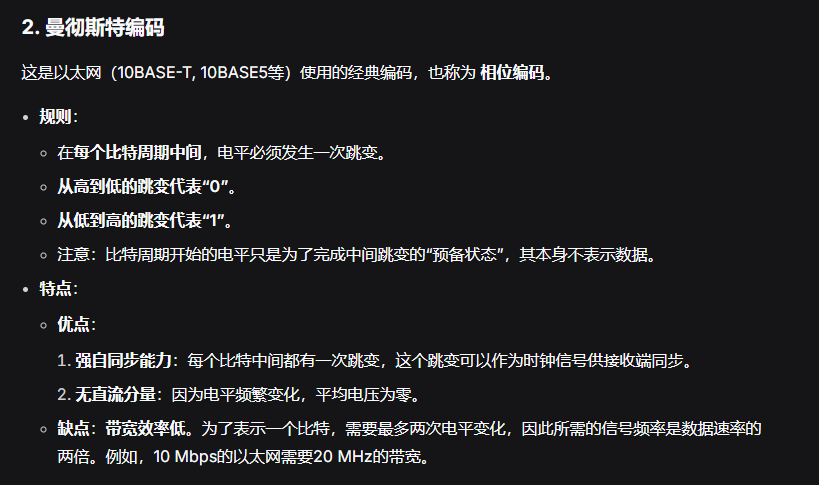 2. 曼彻斯特编码
这是以太网（10BASE-T, 10BASE5等）使用的经典编码，也称为 相位编码。
• 规则：
◦ 在每个比特周期中间，电平必须发生一次跳变。
◦ 从高到低的跳变代表“0”。
◦ 从低到高的跳变代表“1”。
◦ 注意：比特周期开始的电平只是为了完成中间跳变的“预备状态”，其本身不表示数据。
• 特点：
◦ 优点：
1. 强自同步能力：每个比特中间都有一次跳变，这个跳变可以作为时钟信号供接收端同步。
2. 无直流分量：因为电平频繁变化，平均电压为零。
◦ 缺点：带宽效率低。为了表示一个比特，需要最多两次电平变化，因此所需的信号频率是数据速率的
两倍。例如，10 Mbps的以太网需要20 MHz的带宽。